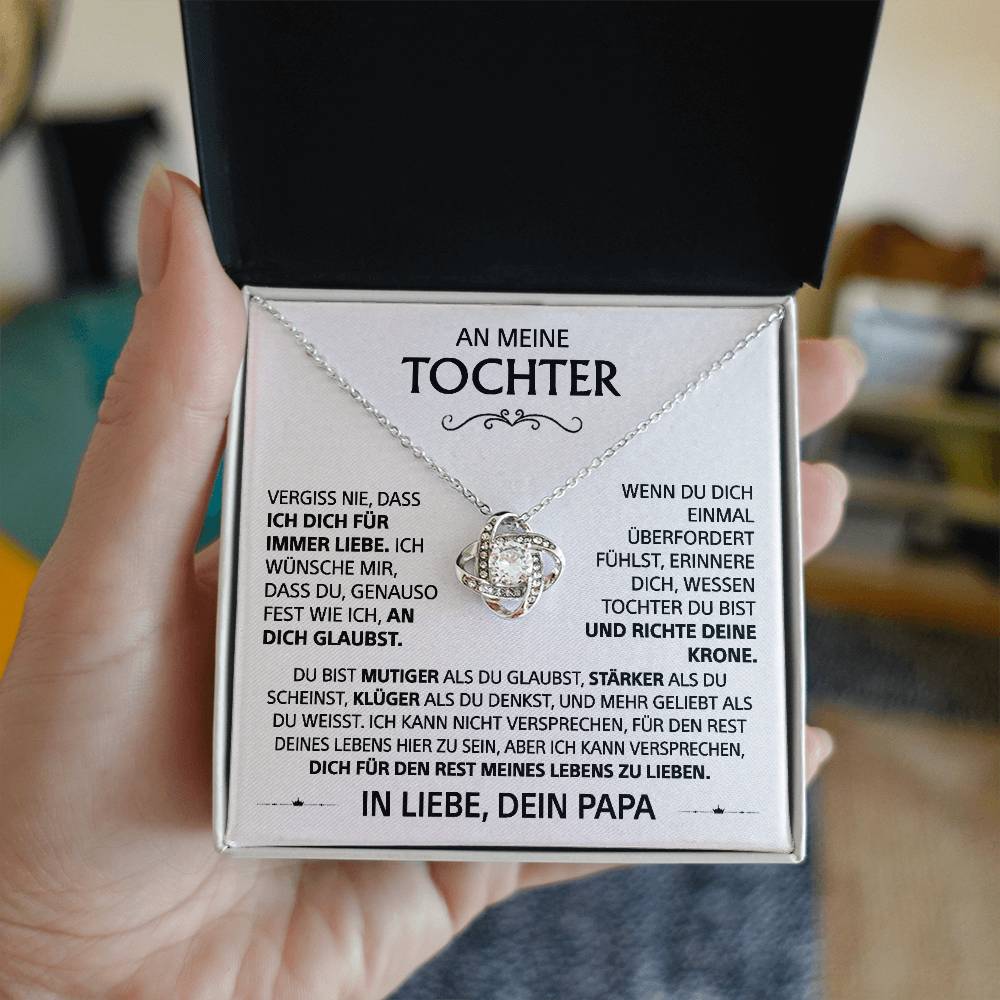 AN MEINE
TOCHTER
VERGISS NIE, DASS
ICH DICH FÜR
IMMER LIEBE. ICH
WÜNSCHE MIR,
DASS DU, GENAUSO
FEST WIE ICH, AN
DICH GLAUBST.
WENN DU DICH
EINMAL
ÜBERFORDERT
FÜHLST, ERINNERE
DICH, WESSEN
TOCHTER DU BIST
UND RICHTE DEINE
KRONE.
DU BIST MUTIGER ALS DU GLAUBST, STÄRKER ALS DU
SCHEINST, KLÜGER ALS DU DENKST, UND MEHR GELIEBT ALS
DU WEISST. ICH KANN NICHT VERSPRECHEN, FÜR DEN REST
DEINES LEBENS HIER ZU SEIN, ABER ICH KANN VERSPRECHEN,
DICH FÜR DEN REST MEINES LEBENS ZU LIEBEN.
IN LIEBE, DEIN PAPA